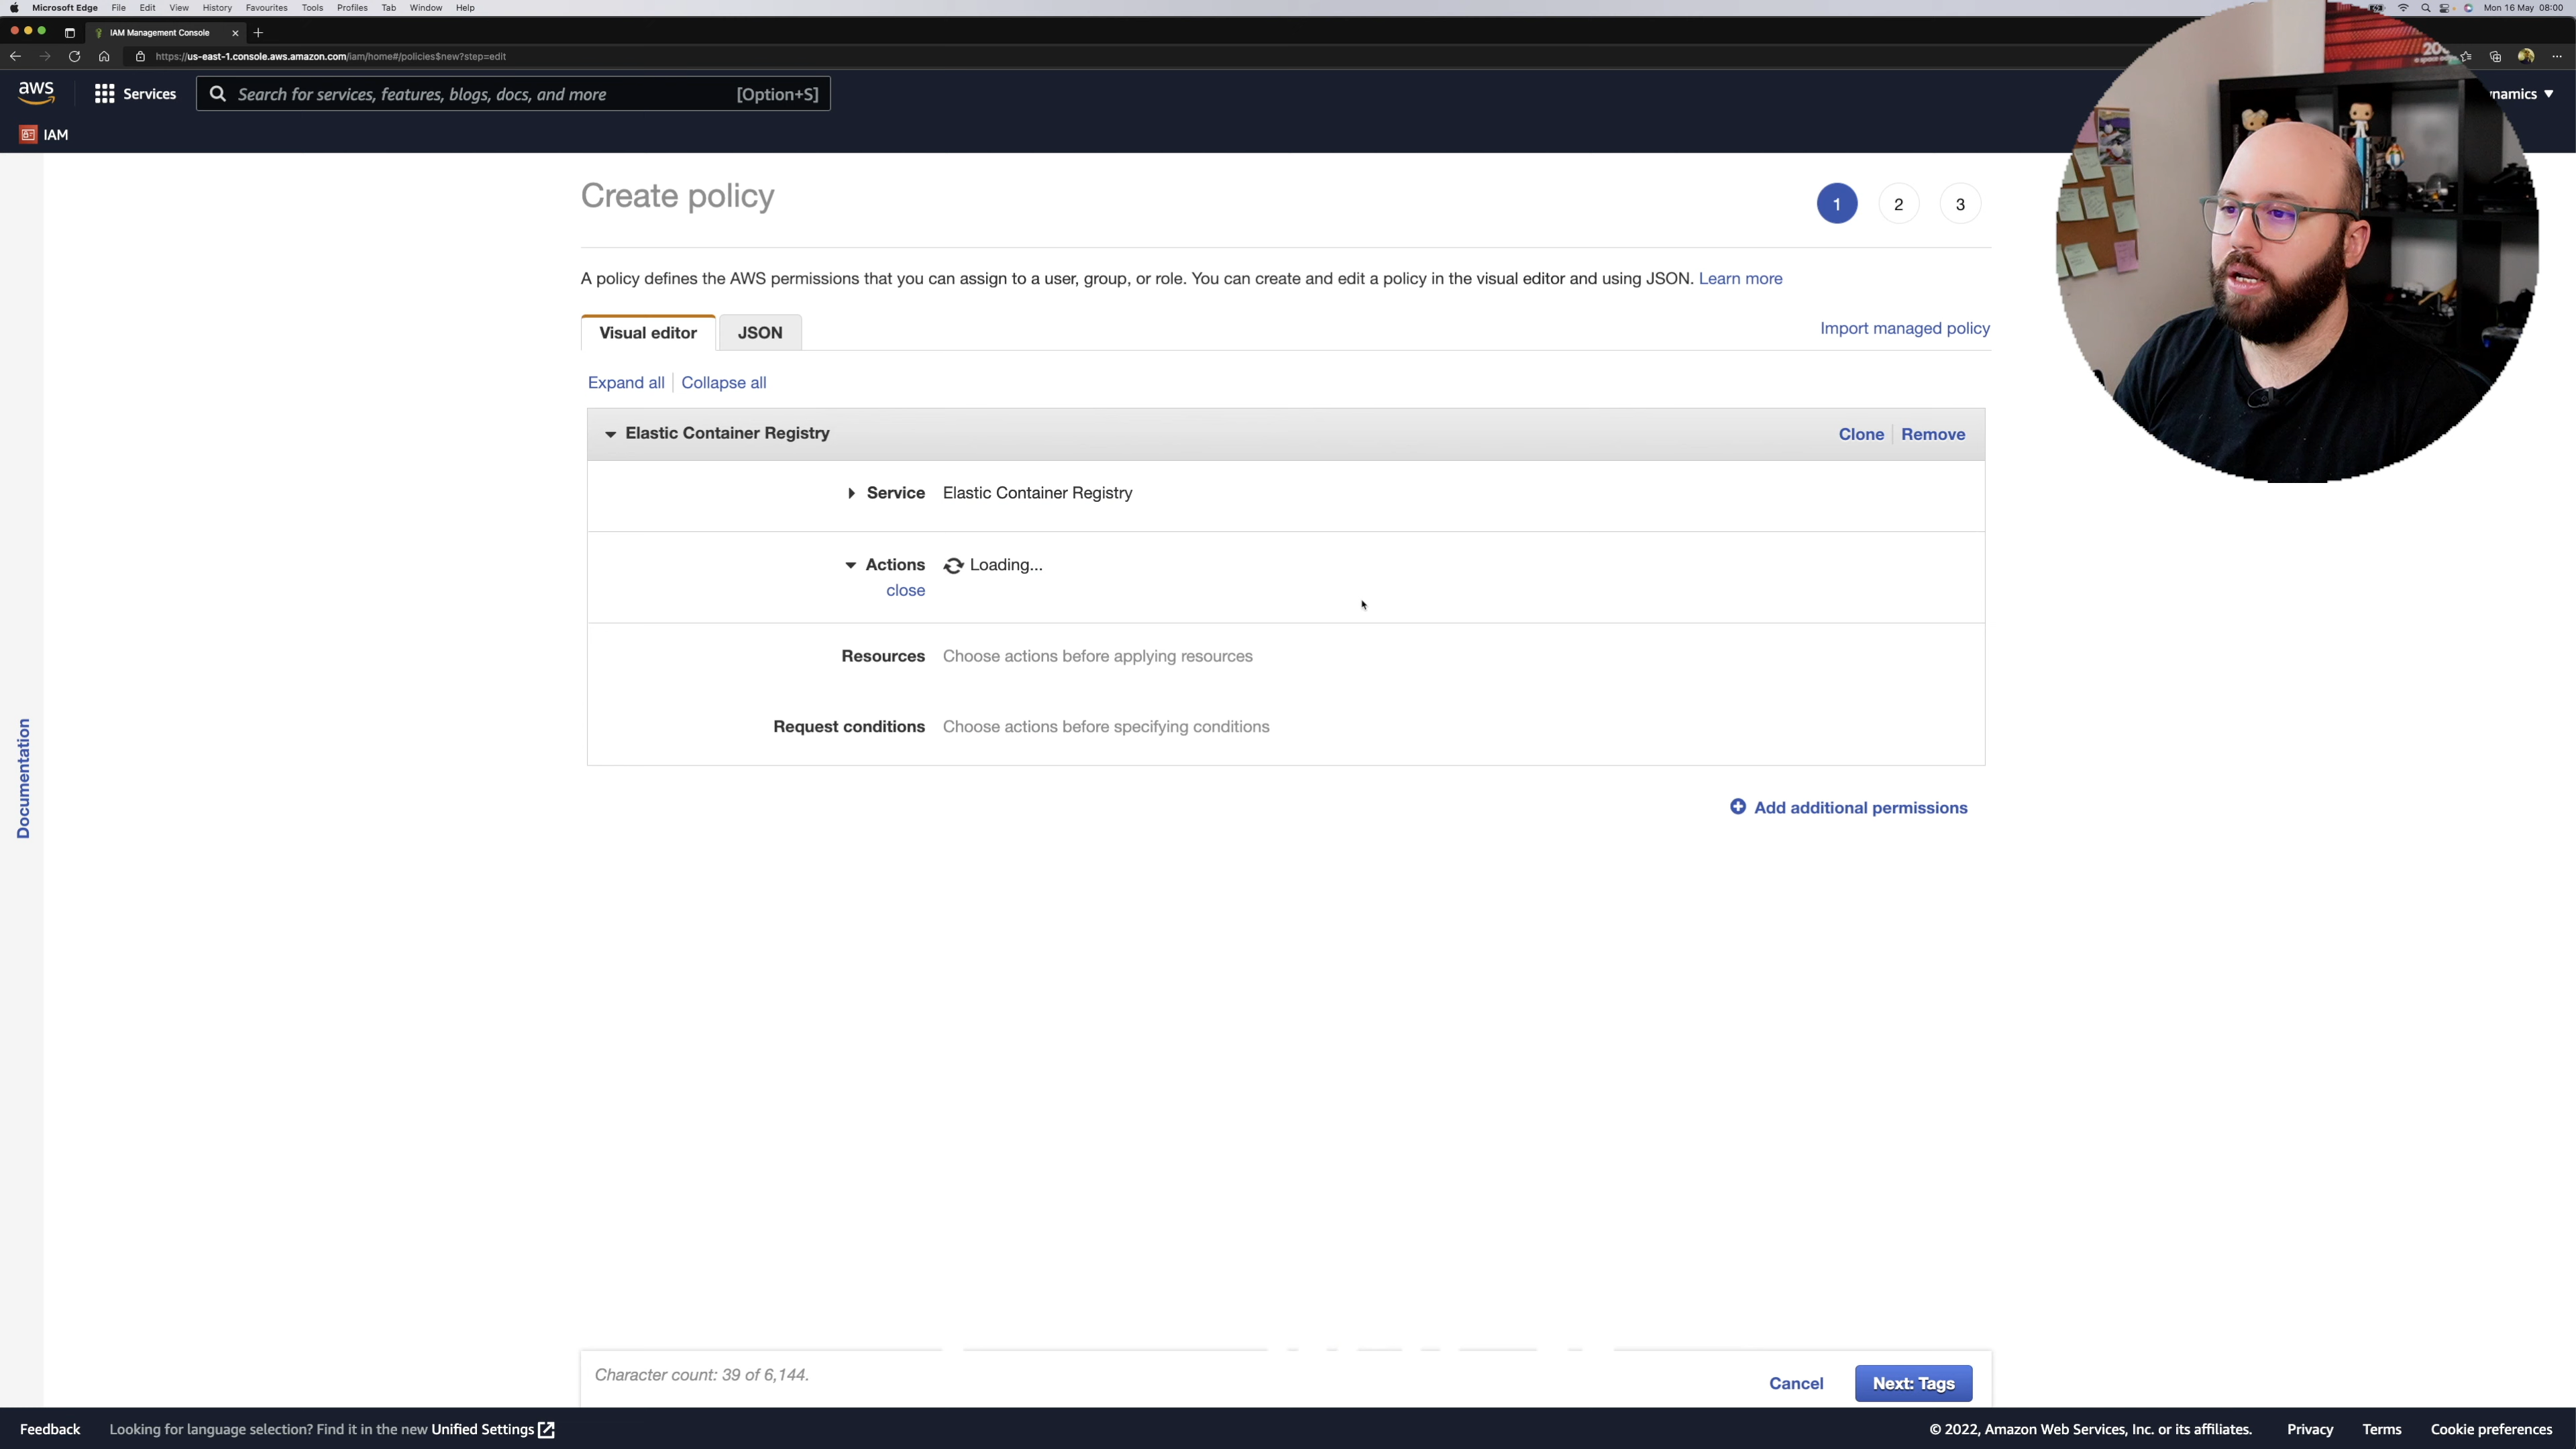 Microsoft Edge File Edit View History Favourites Tools Profiles Tab Window Help Mon 16 May 08:00
IAM Management Console
https://us-east-1.console.aws.amazon.com/iam/home#/policies$new?step=edit
aws Services Search for services, features, blogs, docs, and more [Option+S] namics
IAM
Create policy 1 2 3
A policy defines the AWS permissions that you can assign to a user, group, or role. You can create and edit a policy in the visual editor and using JSON. Learn more
Visual editor JSON Import managed policy
Expand all Collapse all
Elastic Container Registry Clone Remove
Service Elastic Container Registry
Actions Loading...
close
Resources Choose actions before applying resources
Request conditions Choose actions before specifying conditions
Documentation
Add additional permissions
Character count: 39 of 6,144.
Cancel Next: Tags
Feedback Looking for language selection? Find it in the new Unified Settings © 2022, Amazon Web Services, Inc. or its affiliates. Privacy Terms Cookie preferences